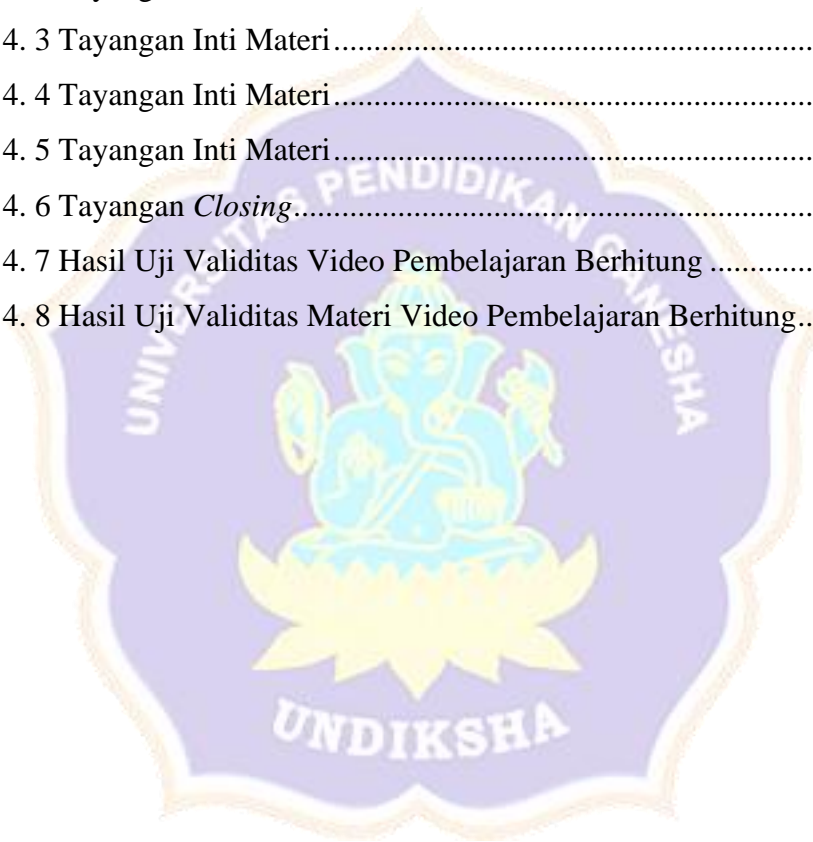 4. 3 Tayangan Inti Materi............................................................
4. 4 Tayangan Inti Materi............................................................
4. 5 Tayangan Inti Materi............................................................
4. 6 Tayangan Closing.................................................................
4. 7 Hasil Uji Validitas Video Pembelajaran Berhitung .............
4. 8 Hasil Uji Validitas Materi Video Pembelajaran Berhitung..
UNIVERSITAS PENDIDIKAN GANESHA
UNDIKSHA